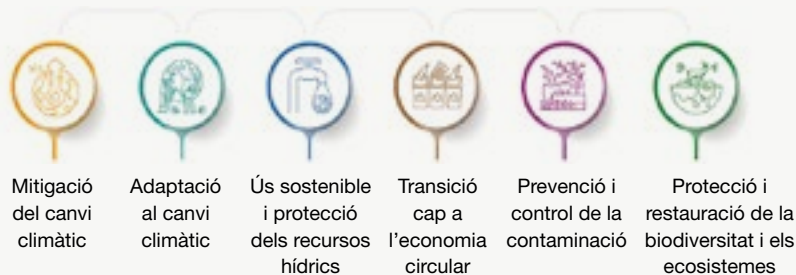 Mitigació
del canvi
climàtic
Adaptació
al canvi
climàtic
Ús sostenible
i protecció
dels recursos
hídrics
Transició
cap a
l’economia
circular
Prevenció i
control de la
contaminació
Protecció i
restauració de la
biodiversitat i els
ecosistemes